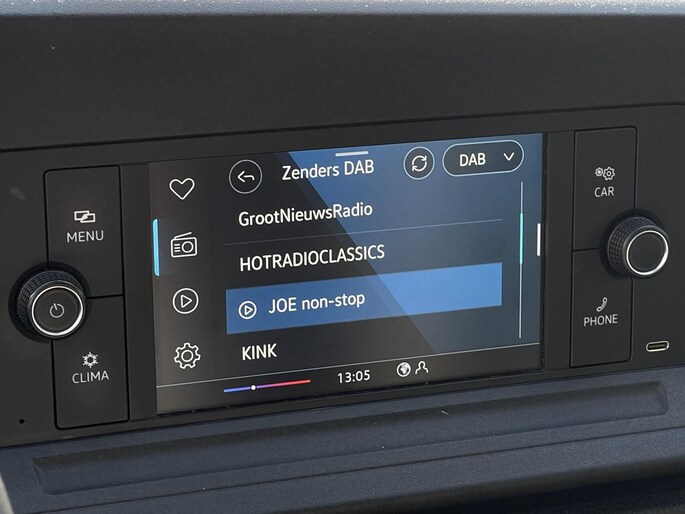 Zenders DAB
DAB
GrootNieuwsRadio
HOTRADIOCLASSICS
JOE non-stop
KINK
13:05
MENU
CLIMA
CAR
PHONE